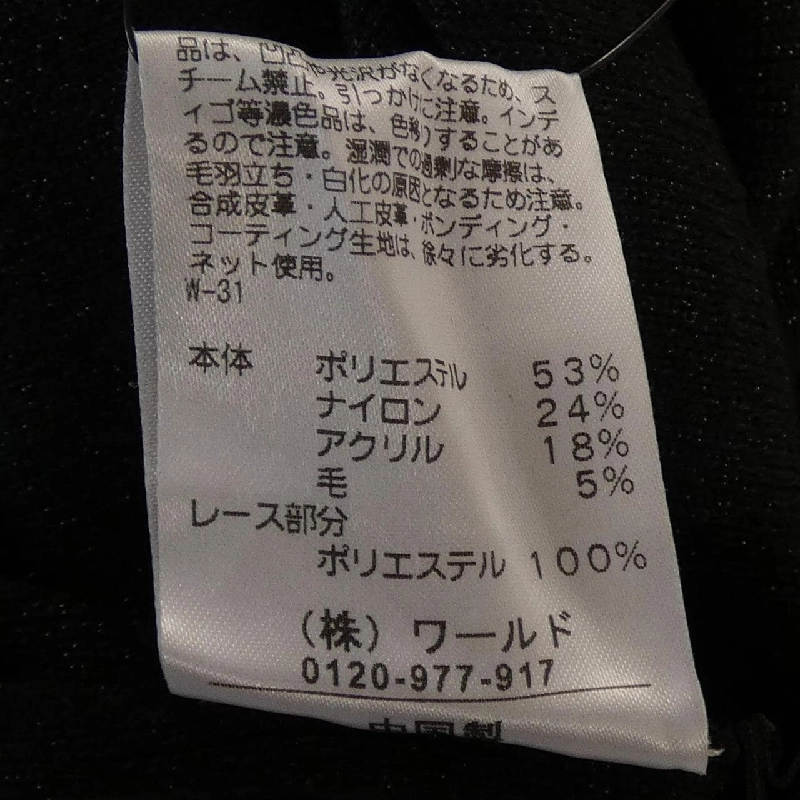 品は、凹凸や光沢がなくなるため、ス
チーム禁止。引っかけに注意。インデ
ィゴ等濃色品は、色移りすることがあ
るので注意。湿潤での過剰な摩擦は、
毛羽立ち・白化の原因となるため注意。
合成皮革・人工皮革・ボンディング・
コーティング生地は、徐々に劣化する。
ネット使用。
W-31
本体 ポリエステル 53%
ナイロン 24%
アクリル 18%
毛 5%
レース部分
ポリエステル 100%
(株) ワールド
0120-977-917
中国製